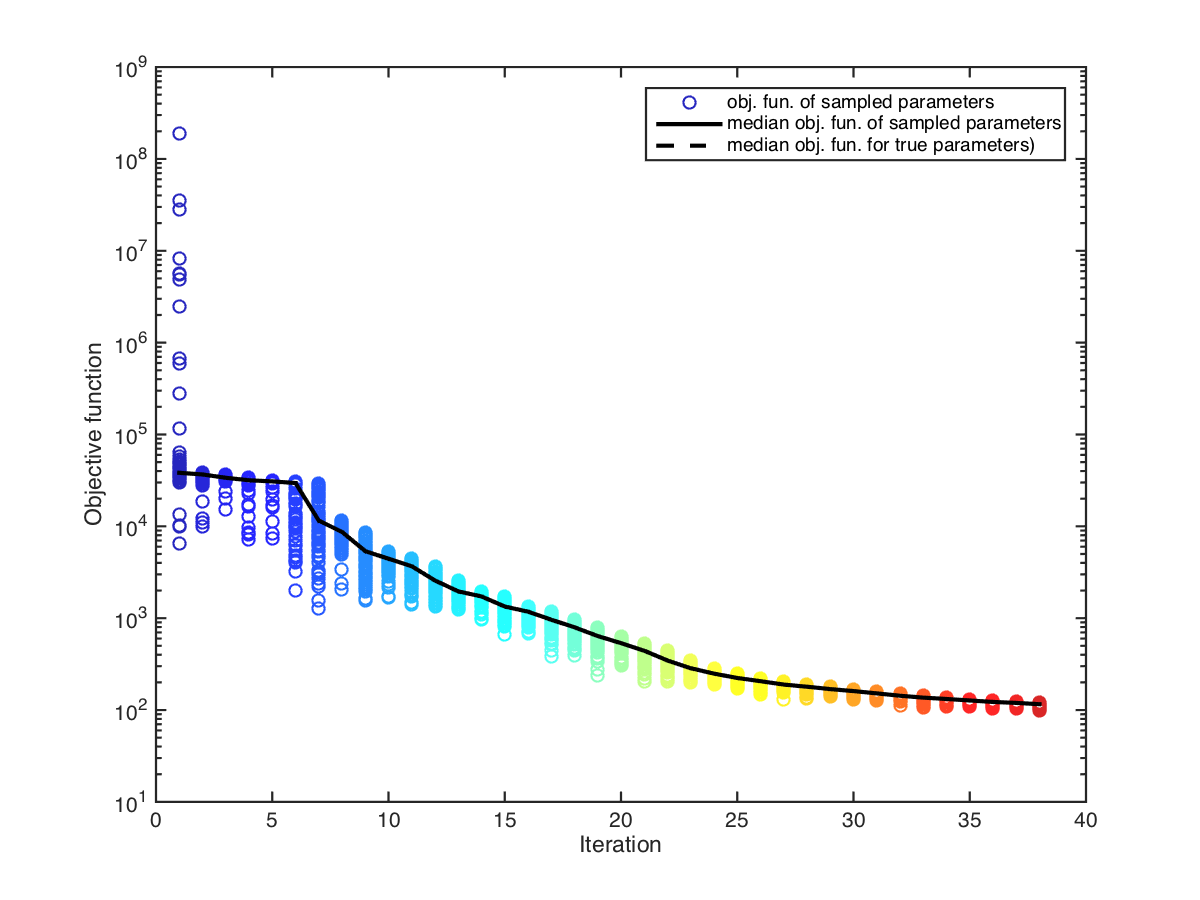 10^9
10^8
10^7
10^6
10^5
10^4
10^3
10^2
10^1
Objective function
obj. fun. of sampled parameters
median obj. fun. of sampled parameters
median obj. fun. for true parameters)
0 5 10 15 20 25 30 35 40
Iteration